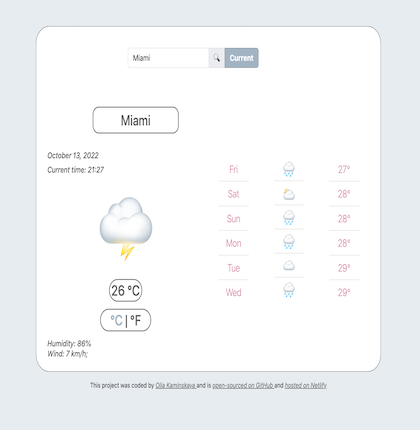 Miami
Current
Miami
October 13, 2022
Current time: 21:27
Fri 27°
Sat 28°
Sun 28°
Mon 28°
Tue 29°
Wed 29°
26 °C
°C | °F
Humidity: 86%
Wind: 7 km/h;
This project was coded by Olia Kaminskaya and is open-sourced on GitHub and hosted on Netlify